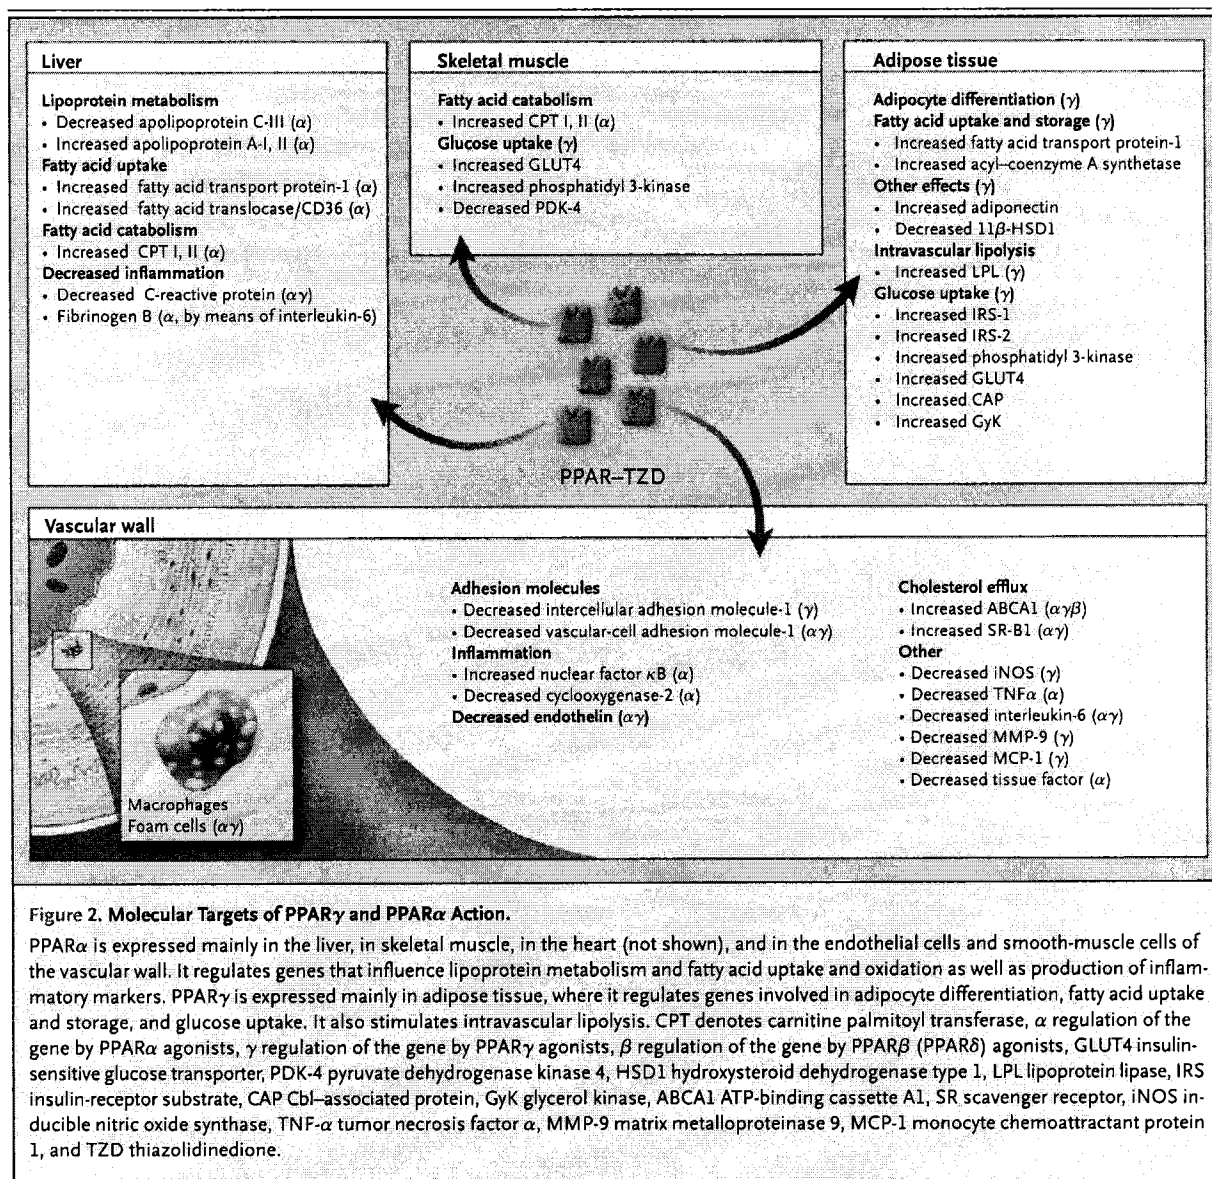 Liver
Lipoprotein metabolism
• Decreased apolipoprotein C-III (α)
• Increased apolipoprotein A-I, II (α)
Fatty acid uptake
• Increased fatty acid transport protein-1 (α)
• Increased fatty acid translocase/CD36 (α)
Fatty acid catabolism
• Increased CPT I, II (α)
Decreased inflammation
• Decreased C-reactive protein (αγ)
• Fibrinogen B (α, by means of interleukin-6)
Skeletal muscle
Fatty acid catabolism
• Increased CPT I, II (α)
Glucose uptake (γ)
• Increased GLUT4
• Increased phosphatidyl 3-kinase
• Decreased PDK-4
Adipose tissue
Adipocyte differentiation (γ)
Fatty acid uptake and storage (γ)
• Increased fatty acid transport protein-1
• Increased acyl–coenzyme A synthetase
Other effects (γ)
• Increased adiponectin
• Decreased 11β-HSD1
Intravascular lipolysis
• Increased LPL (γ)
Glucose uptake (γ)
• Increased IRS-1
• Increased IRS-2
• Increased phosphatidyl 3-kinase
• Increased GLUT4
• Increased CAP
• Increased GyK
PPAR–TZD
Vascular wall
Macrophages
Foam cells (αγ)
Adhesion molecules
• Decreased intercellular adhesion molecule-1 (γ)
• Decreased vascular-cell adhesion molecule-1 (αγ)
Inflammation
• Increased nuclear factor κB (α)
• Decreased cyclooxygenase-2 (α)
Decreased endothelin (αγ)
Cholesterol efflux
• Increased ABCA1 (αγβ)
• Increased SR-B1 (αγ)
Other
• Decreased iNOS (γ)
• Decreased TNFα (α)
• Decreased interleukin-6 (αγ)
• Decreased MMP-9 (γ)
• Decreased MCP-1 (γ)
• Decreased tissue factor (α)
Figure 2. Molecular Targets of PPARγ and PPARα Action.
PPARα is expressed mainly in the liver, in skeletal muscle, in the heart (not shown), and in the endothelial cells and smooth-muscle cells of
the vascular wall. It regulates genes that influence lipoprotein metabolism and fatty acid uptake and oxidation as well as production of inflam-
matory markers. PPARγ is expressed mainly in adipose tissue, where it regulates genes involved in adipocyte differentiation, fatty acid uptake
and storage, and glucose uptake. It also stimulates intravascular lipolysis. CPT denotes carnitine palmitoyl transferase, α regulation of the
gene by PPARα agonists, γ regulation of the gene by PPARγ agonists, β regulation of the gene by PPARβ (PPARδ) agonists, GLUT4 insulin-
sensitive glucose transporter, PDK-4 pyruvate dehydrogenase kinase 4, HSD1 hydroxysteroid dehydrogenase type 1, LPL lipoprotein lipase, IRS
insulin-receptor substrate, CAP Cbl–associated protein, GyK glycerol kinase, ABCA1 ATP-binding cassette A1, SR scavenger receptor, iNOS in-
ducible nitric oxide synthase, TNF-α tumor necrosis factor α, MMP-9 matrix metalloproteinase 9, MCP-1 monocyte chemoattractant protein
1, and TZD thiazolidinedione.